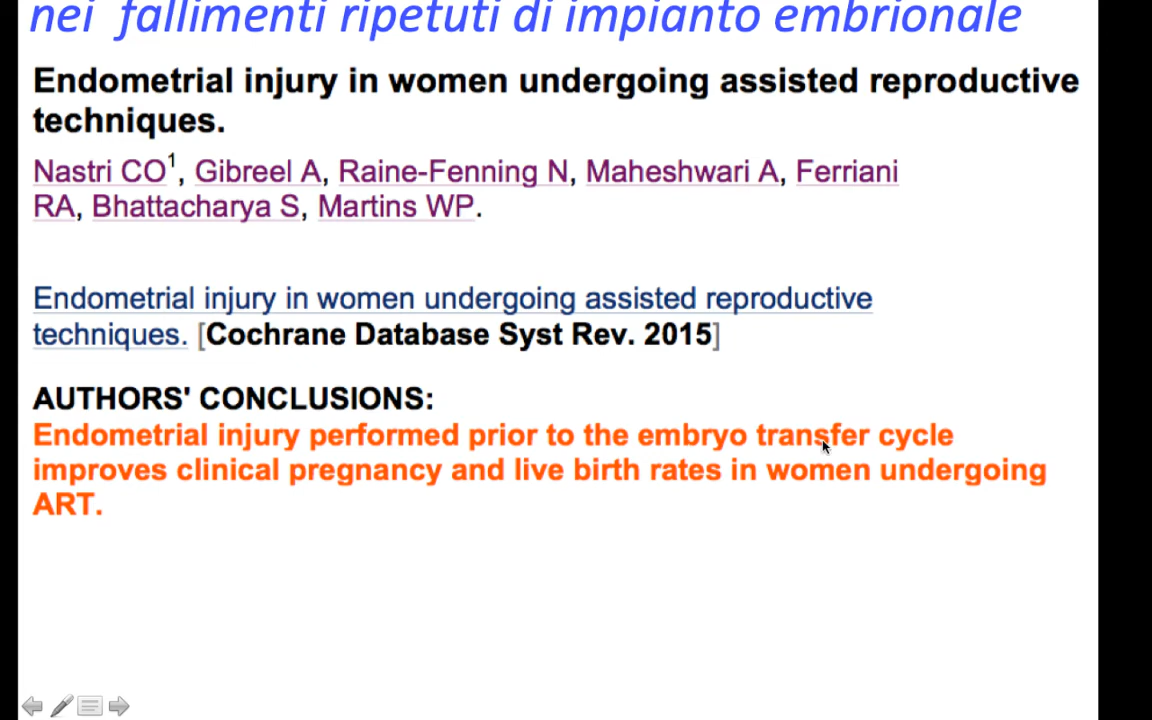 nei fallimenti ripetuti di impianto embrionale
Endometrial injury in women undergoing assisted reproductive
techniques.
Nastri CO1, Gibreel A, Raine-Fenning N, Maheshwari A, Ferriani
RA, Bhattacharya S, Martins WP.
Endometrial injury in women undergoing assisted reproductive
techniques. [Cochrane Database Syst Rev. 2015]
AUTHORS' CONCLUSIONS:
Endometrial injury performed prior to the embryo transfer cycle
improves clinical pregnancy and live birth rates in women undergoing
ART.